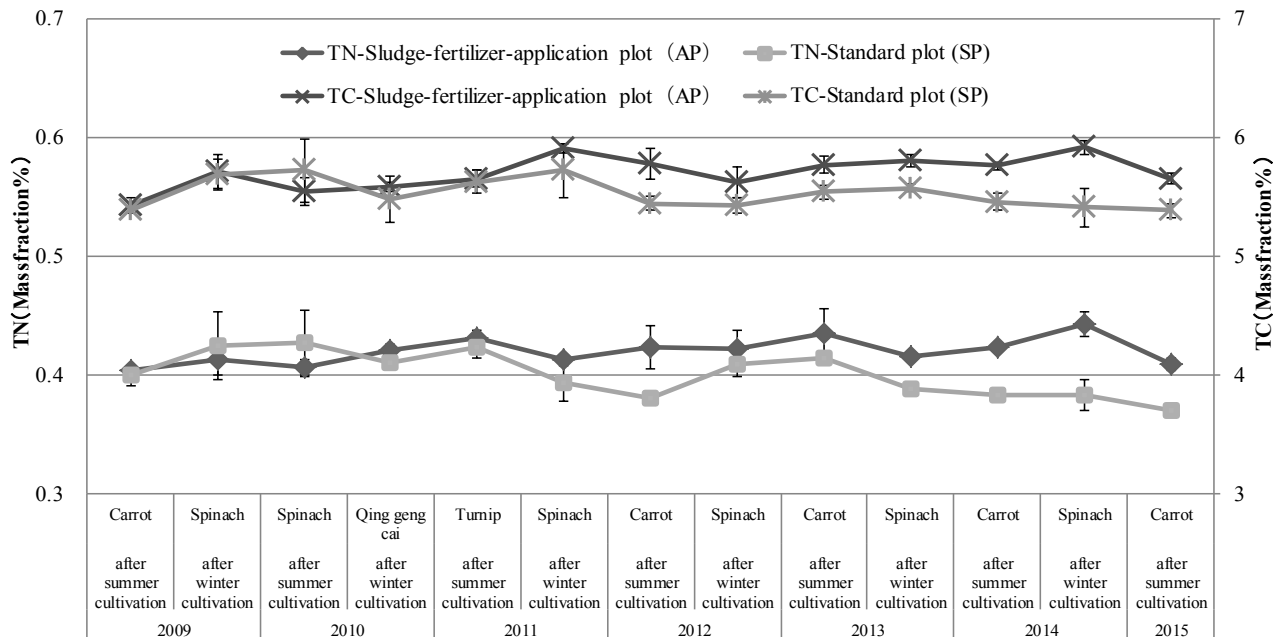 0.7
0.6
0.5
0.4
0.3
TN(Massfraction%)
7
6
5
4
3
TC(Massfraction%)
TN-Sludge-fertilizer-application plot (AP)
TN-Standard plot (SP)
TC-Sludge-fertilizer-application plot (AP)
TC-Standard plot (SP)
Carrot
Spinach
Spinach
Qing geng
cai
Turnip
Spinach
Carrot
Spinach
Carrot
Spinach
Carrot
Spinach
Carrot
after
summer
cultivation
after
winter
cultivation
after
summer
cultivation
after
winter
cultivation
after
summer
cultivation
after
winter
cultivation
after
summer
cultivation
after
winter
cultivation
after
summer
cultivation
after
winter
cultivation
after
summer
cultivation
after
winter
cultivation
after
summer
cultivation
2009
2010
2011
2012
2013
2014
2015